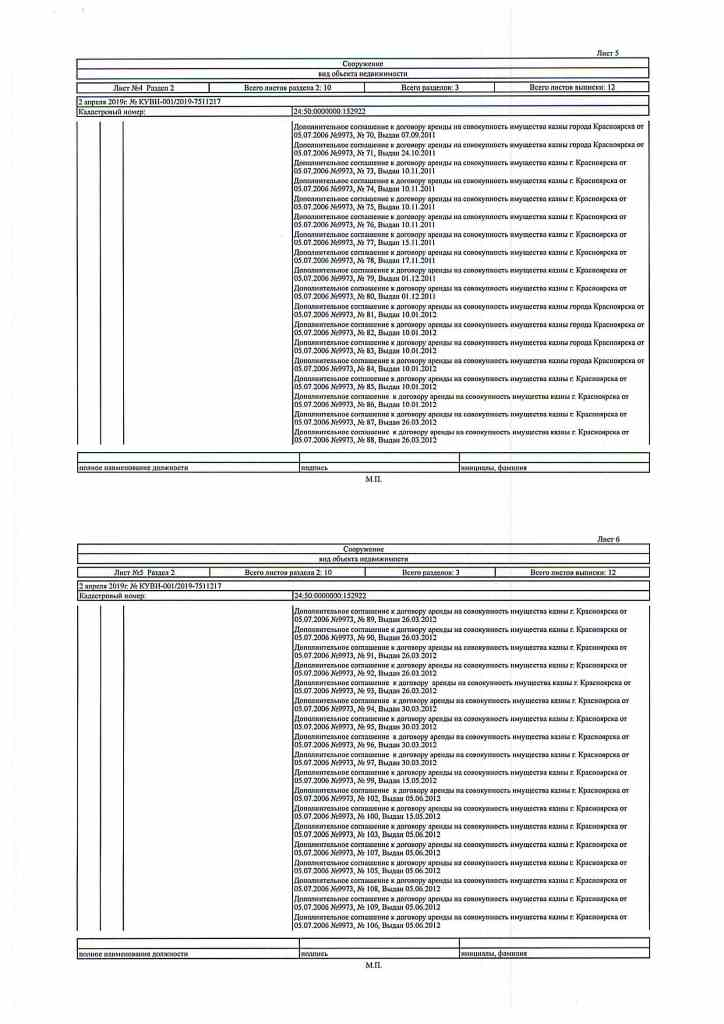 Лист 5
Сооружение
вид объекта недвижимости
Лист №4 Раздел 2 Всего листов раздела 2: 10 Всего разделов: 3 Всего листов выписки: 12
2 апреля 2019г. № КУВИ-001/2019-7511217
Кадастровый номер: 24:50:0000000:152922
Дополнительное соглашение к договору аренды на совокупность имущества казны города Красноярска от
05.07.2006 №9973, № 70, Выдан 07.09.2011
Дополнительное соглашение к договору аренды на совокупность имущества казны города Красноярска от
05.07.2006 №9973, № 71, Выдан 24.10.2011
Дополнительное соглашение к договору аренды на совокупность имущества казны г. Красноярска от
05.07.2006 №9973, № 73, Выдан 10.11.2011
Дополнительное соглашение к договору аренды на совокупность имущества казны г. Красноярска от
05.07.2006 №9973, № 74, Выдан 10.11.2011
Дополнительное соглашение к договору аренды на совокупность имущества казны г. Красноярска от
05.07.2006 №9973, № 75, Выдан 10.11.2011
Дополнительное соглашение к договору аренды на совокупность имущества казны г. Красноярска от
05.07.2006 №9973, № 76, Выдан 10.11.2011
Дополнительное соглашение к договору аренды на совокупность имущества казны г. Красноярска от
05.07.2006 №9973, № 77, Выдан 15.11.2011
Дополнительное соглашение к договору аренды на совокупность имущества казны г. Красноярска от
05.07.2006 №9973, № 78, Выдан 17.11.2011
Дополнительное соглашение к договору аренды на совокупность имущества казны г. Красноярска от
05.07.2006 №9973, № 79, Выдан 01.12.2011
Дополнительное соглашение к договору аренды на совокупность имущества казны г. Красноярска от
05.07.2006 №9973, № 80, Выдан 01.12.2011
Дополнительное соглашение к договору аренды на совокупность имущества казны города Красноярска от
05.07.2006 №9973, № 81, Выдан 10.01.2012
Дополнительное соглашение к договору аренды на совокупность имущества казны города Красноярска от
05.07.2006 №9973, № 82, Выдан 10.01.2012
Дополнительное соглашение к договору аренды на совокупность имущества казны города Красноярска от
05.07.2006 №9973, № 83, Выдан 10.01.2012
Дополнительное соглашение к договору аренды на совокупность имущества казны города Красноярска от
05.07.2006 №9973, № 84, Выдан 10.01.2012
Дополнительное соглашение к договору аренды на совокупность имущества казны г. Красноярска от
05.07.2006 №9973, № 85, Выдан 10.01.2012
Дополнительное соглашение к договору аренды на совокупность имущества казны г. Красноярска от
05.07.2006 №9973, № 86, Выдан 10.01.2012
Дополнительное соглашение к договору аренды на совокупность имущества казны г. Красноярска от
05.07.2006 №9973, № 87, Выдан 26.03.2012
Дополнительное соглашение к договору аренды на совокупность имущества казны г. Красноярска от
05.07.2006 №9973, № 88, Выдан 26.03.2012
полное наименование должности подпись инициалы, фамилия
М.П.
Лист 6
Сооружение
вид объекта недвижимости
Лист №5 Раздел 2 Всего листов раздела 2: 10 Всего разделов: 3 Всего листов выписки: 12
2 апреля 2019г. № КУВИ-001/2019-7511217
Кадастровый номер: 24:50:0000000:152922
Дополнительное соглашение к договору аренды на совокупность имущества казны г. Красноярска от
05.07.2006 №9973, № 89, Выдан 26.03.2012
Дополнительное соглашение к договору аренды на совокупность имущества казны г. Красноярска от
05.07.2006 №9973, № 90, Выдан 26.03.2012
Дополнительное соглашение к договору аренды на совокупность имущества казны г. Красноярска от
05.07.2006 №9973, № 91, Выдан 26.03.2012
Дополнительное соглашение к договору аренды на совокупность имущества казны г. Красноярска от
05.07.2006 №9973, № 92, Выдан 26.03.2012
Дополнительное соглашение к договору аренды на совокупность имущества казны г. Красноярска от
05.07.2006 №9973, № 93, Выдан 26.03.2012
Дополнительное соглашение к договору аренды на совокупность имущества казны г. Красноярска от
05.07.2006 №9973, № 94, Выдан 30.03.2012
Дополнительное соглашение к договору аренды на совокупность имущества казны г. Красноярска от
05.07.2006 №9973, № 95, Выдан 30.03.2012
Дополнительное соглашение к договору аренды на совокупность имущества казны г. Красноярска от
05.07.2006 №9973, № 96, Выдан 30.03.2012
Дополнительное соглашение к договору аренды на совокупность имущества казны г. Красноярска от
05.07.2006 №9973, № 97, Выдан 30.03.2012
Дополнительное соглашение к договору аренды на совокупность имущества казны г. Красноярска от
05.07.2006 №9973, № 99, Выдан 15.05.2012
Дополнительное соглашение к договору аренды на совокупность имущества казны г. Красноярска от
05.07.2006 №9973, № 102, Выдан 05.06.2012
Дополнительное соглашение к договору аренды на совокупность имущества казны г. Красноярска от
05.07.2006 №9973, № 100, Выдан 15.05.2012
Дополнительное соглашение к договору аренды на совокупность имущества казны г. Красноярска от
05.07.2006 №9973, № 103, Выдан 05.06.2012
Дополнительное соглашение к договору аренды на совокупность имущества казны г. Красноярска от
05.07.2006 №9973, № 107, Выдан 05.06.2012
Дополнительное соглашение к договору аренды на совокупность имущества казны г. Красноярска от
05.07.2006 №9973, № 105, Выдан 05.06.2012
Дополнительное соглашение к договору аренды на совокупность имущества казны г. Красноярска от
05.07.2006 №9973, № 108, Выдан 05.06.2012
Дополнительное соглашение к договору аренды на совокупность имущества казны г. Красноярска от
05.07.2006 №9973, № 109, Выдан 05.06.2012
Дополнительное соглашение к договору аренды на совокупность имущества казны г. Красноярска от
05.07.2006 №9973, № 106, Выдан 05.06.2012
полное наименование должности подпись инициалы, фамилия
М.П.